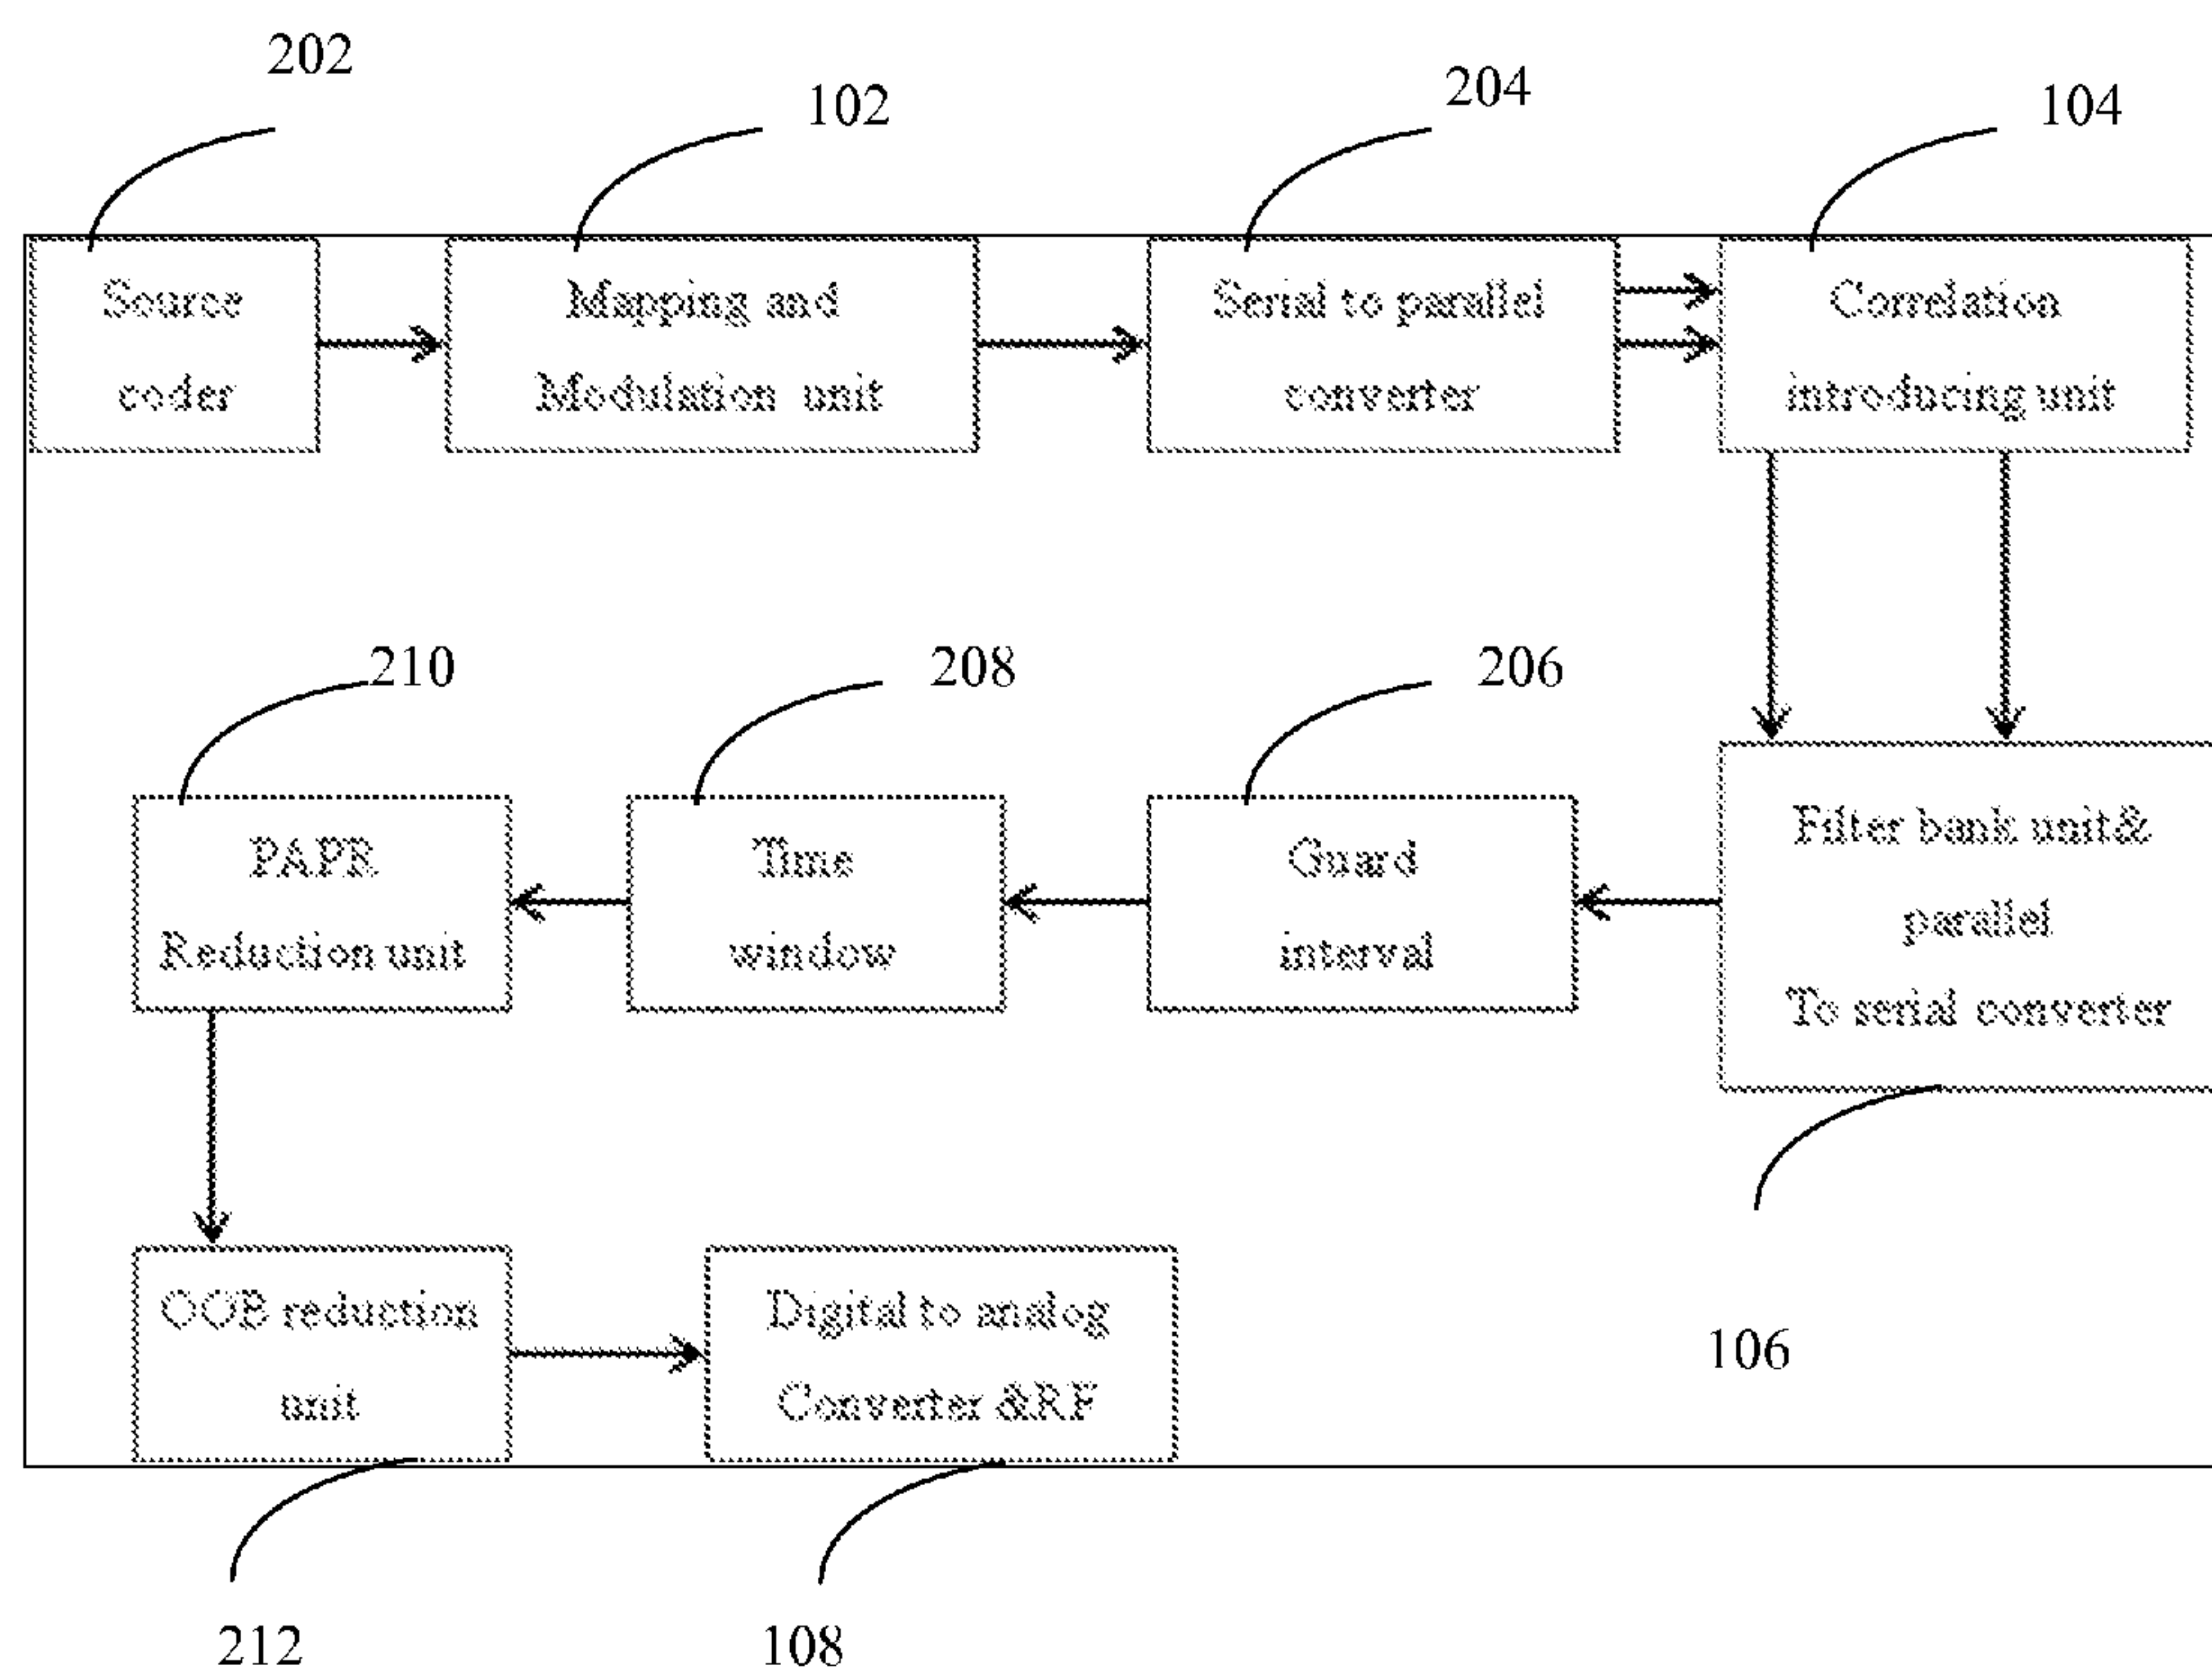 202
102
204
104
Source
coder
Mapping and
Modulation unit
Serial to parallel
converter
Correlation
introducing unit
210
208
206
PAPR
Reduction unit
Time
window
Guard
interval
Filter bank unit&
parallel
To serial converter
OOB reduction
unit
Digital to analog
Converter &RF
106
212
108